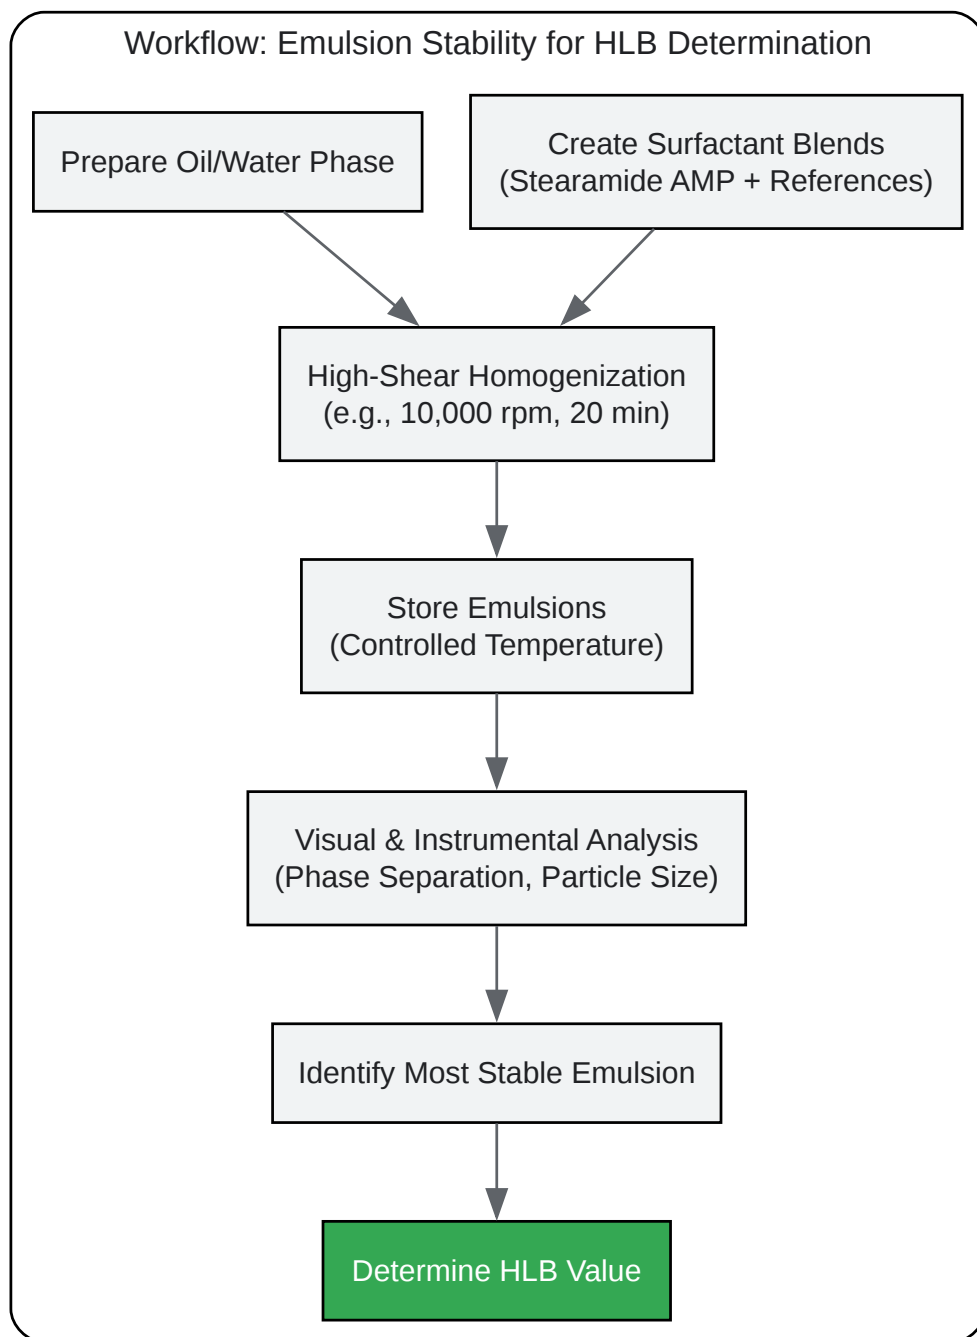 Workflow: Emulsion Stability for HLB Determination
Prepare Oil/Water Phase
Create Surfactant Blends
(Stearamide AMP + References)
High-Shear Homogenization
(e.g., 10,000 rpm, 20 min)
Store Emulsions
(Controlled Temperature)
Visual & Instrumental Analysis
(Phase Separation, Particle Size)
Identify Most Stable Emulsion
Determine HLB Value